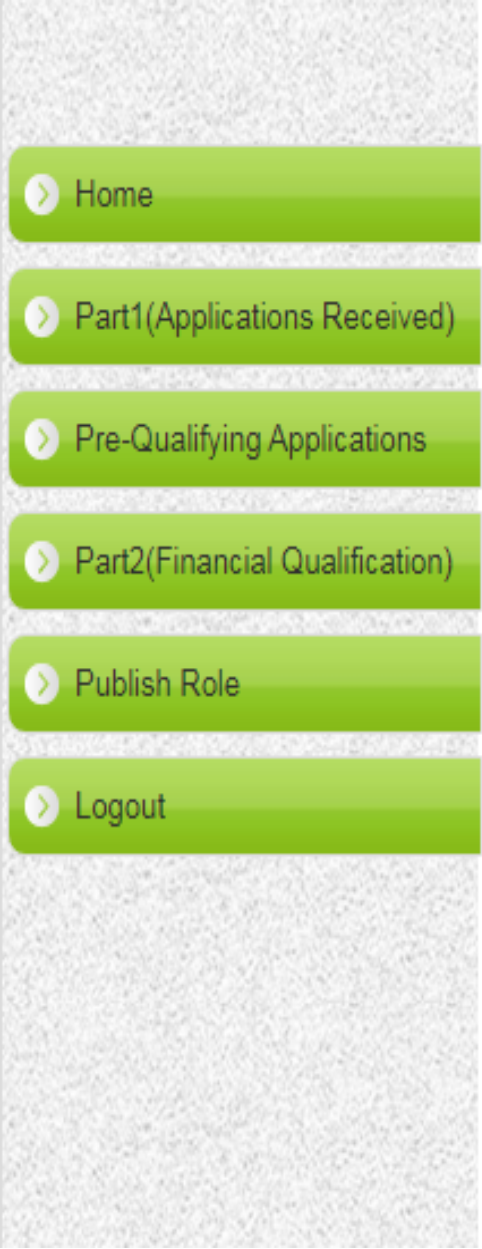 Home
Part1(Applications Received)
Pre-Qualifying Applications
Part2(Financial Qualification)
Publish Role
Logout